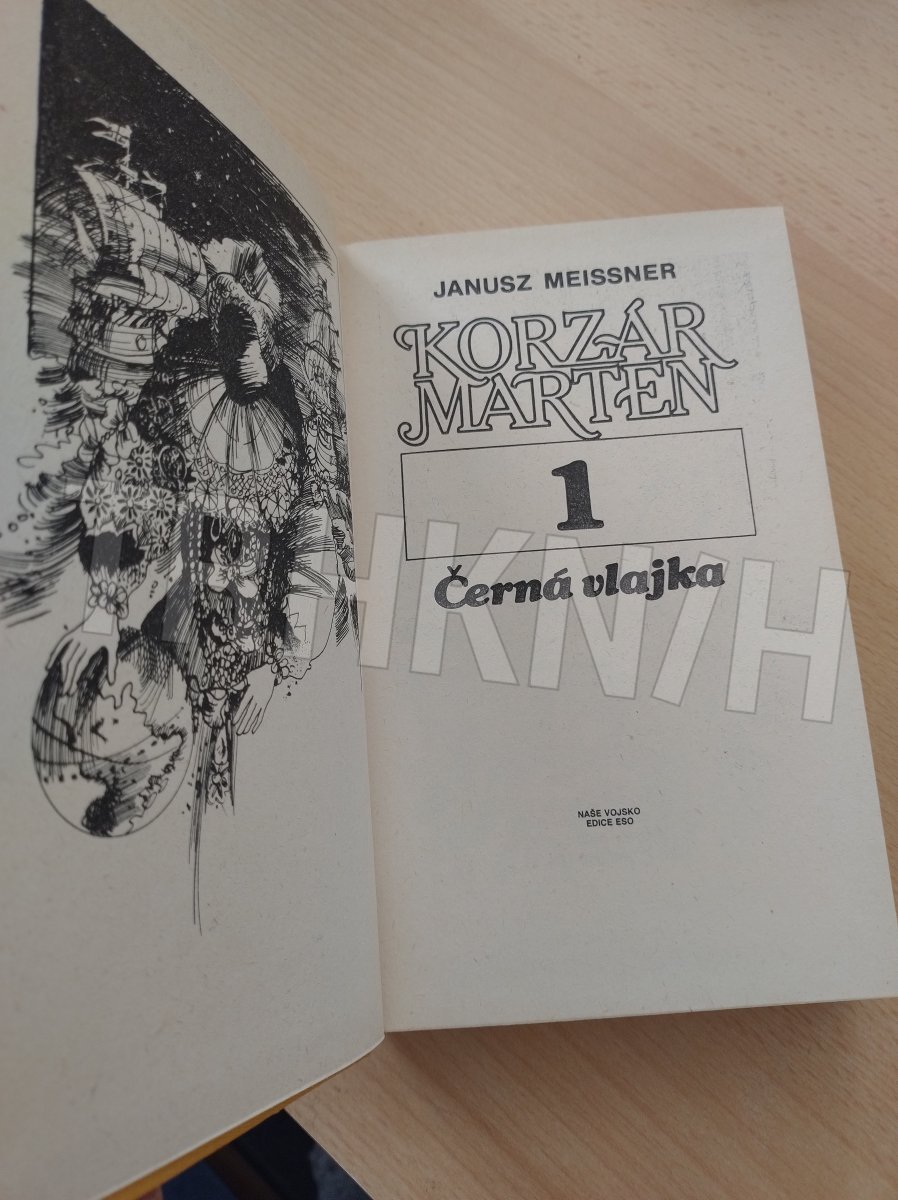 JANUSZ MEISSNER
KORZÁR
MARTEN
1
Černá vlajka
NAŠE VOJSKO
EDICE ESO